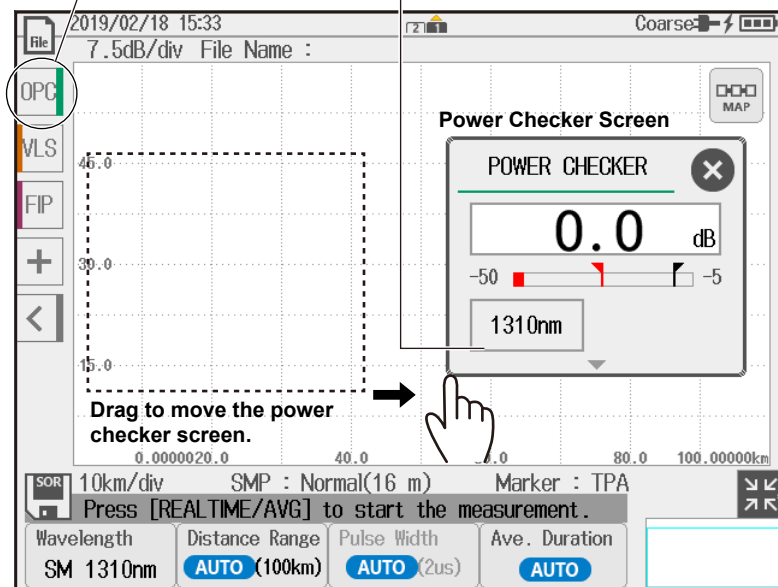 2019/02/18 15:33
2 1
Coarse
File
7.5dB/div File Name :
OPC
MAP
Power Checker Screen
VLS
45.0
POWER CHECKER
FIP
0.0 dB
30.0
-50 -5
1310nm
15.0
Drag to move the power
checker screen.
0.0000020.0 40.0 80.0 100.00000km
SOR
10km/div SMP : Normal(16 m) Marker : TPA
Press [REALTIME/AVG] to start the measurement.
Wavelength Distance Range Pulse Width Ave. Duration
SM 1310nm AUTO (100km) AUTO (2us) AUTO